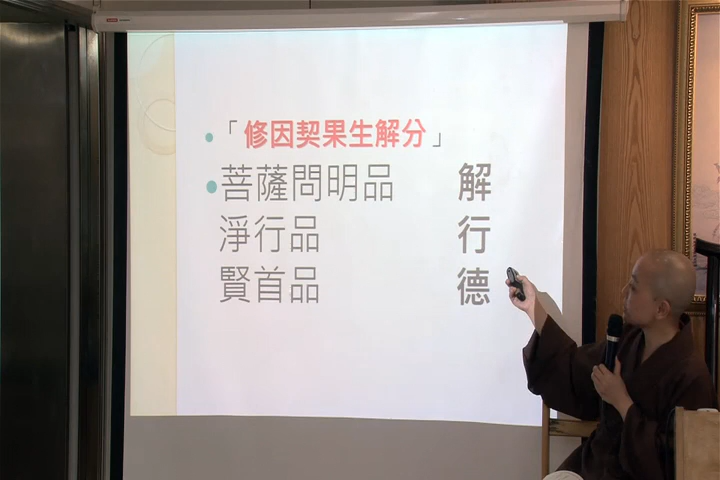 「修因契果生解分」
菩薩問明品 解
淨行品 行
賢首品 德